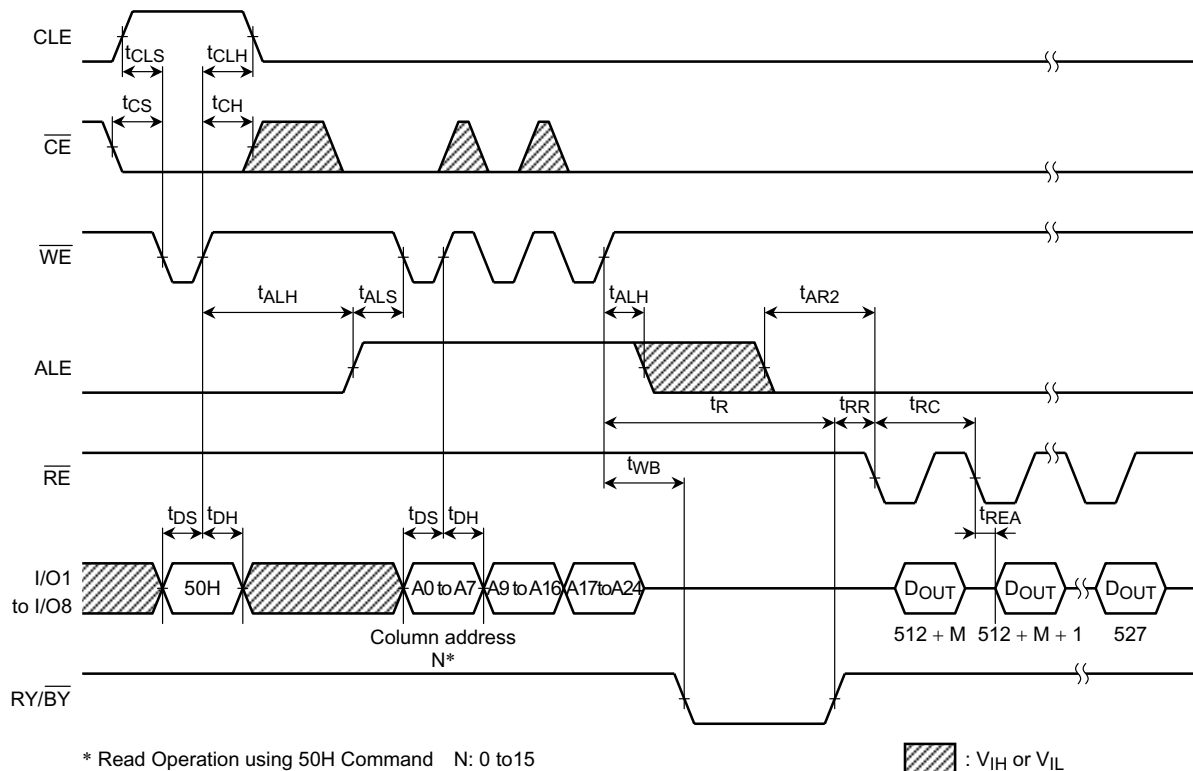 CLE
tCLS tCLH
tCS tCH
CE
WE
tALH tALS tALH tAR2
ALE
tR tRR tRC
RE
tWB
tREA
tDS tDH tDS tDH
I/O1
to I/O8
50H A0 to A7 A9 to A16 A17 to A24 DOUT DOUT DOUT
512 + M 512 + M + 1 527
Column address
N*
RY/BY
* Read Operation using 50H Command N: 0 to15
: VIH or VIL